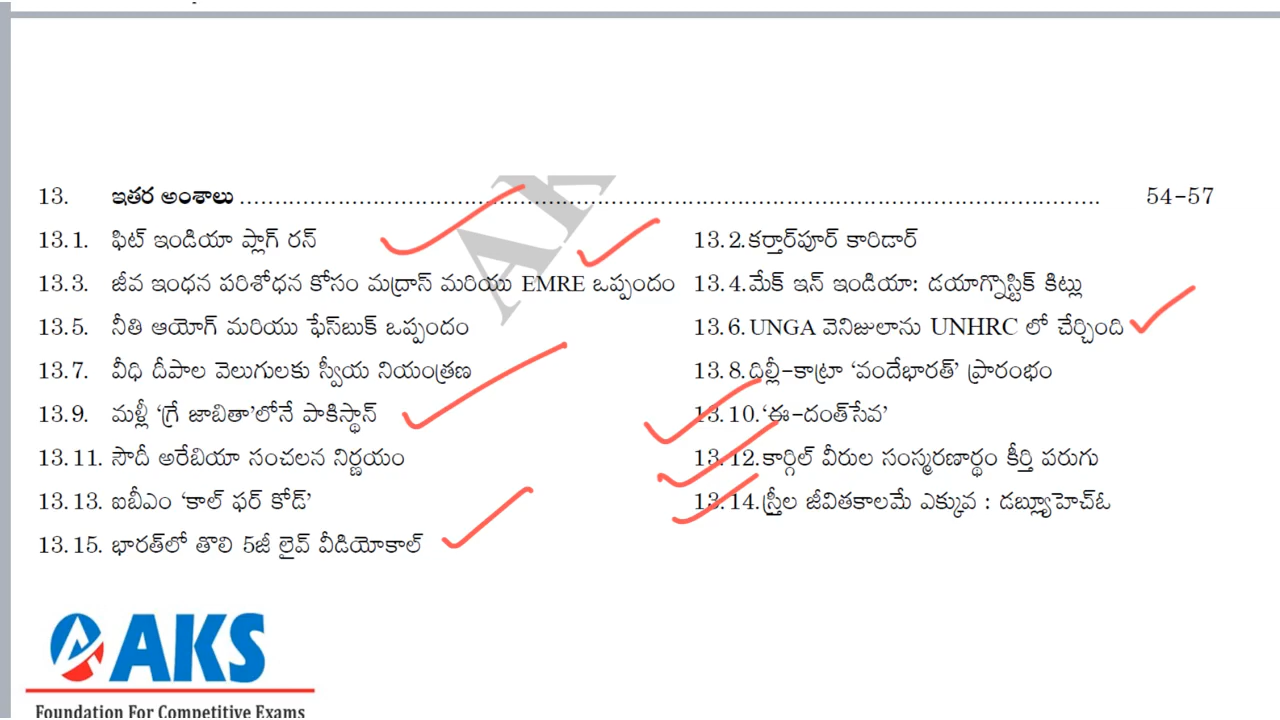 13. ఇతర అంశాలు ........................................................................................................................ 54-57
13.1. ఫిట్ ఇండియా ప్లాగ్ రన్ 13.2. కర్తార్‌పూర్ కారిడార్
13.3. జీవ ఇంధన పరిశోధన కోసం మద్రాస్ మరియు EMRE ఒప్పందం 13.4. మేక్ ఇన్ ఇండియా: డయాగ్నొస్టిక్ కిట్లు
13.5. నీతి ఆయోగ్ మరియు ఫేస్‌బుక్ ఒప్పందం 13.6. UNGA వెనిజులాను UNHRC లో చేర్చింది
13.7. వీధి దీపాల వెలుగులకు స్వీయ నియంత్రణ 13.8. ఢిల్లీ-కాట్రా 'వందేభారత్' ప్రారంభం
13.9. మళ్లీ 'గ్రే జాబితా'లోనే పాకిస్థాన్ 13.10. 'ఈ-దంత్‌సేవ'
13.11. సౌదీ అరేబియా సంచలన నిర్ణయం 13.12. కార్గిల్ వీరుల సంస్మరణార్థం కీర్తి పరుగు
13.13. ఐబీఎం 'కాల్ ఫర్ కోడ్' 13.14. స్త్రీల జీవితకాలమే ఎక్కువ : డబ్ల్యూహెచ్ఓ
13.15. భారత్‌లో తొలి 5జీ లైవ్ వీడియోకాల్
AKS
Foundation For Competitive Exams